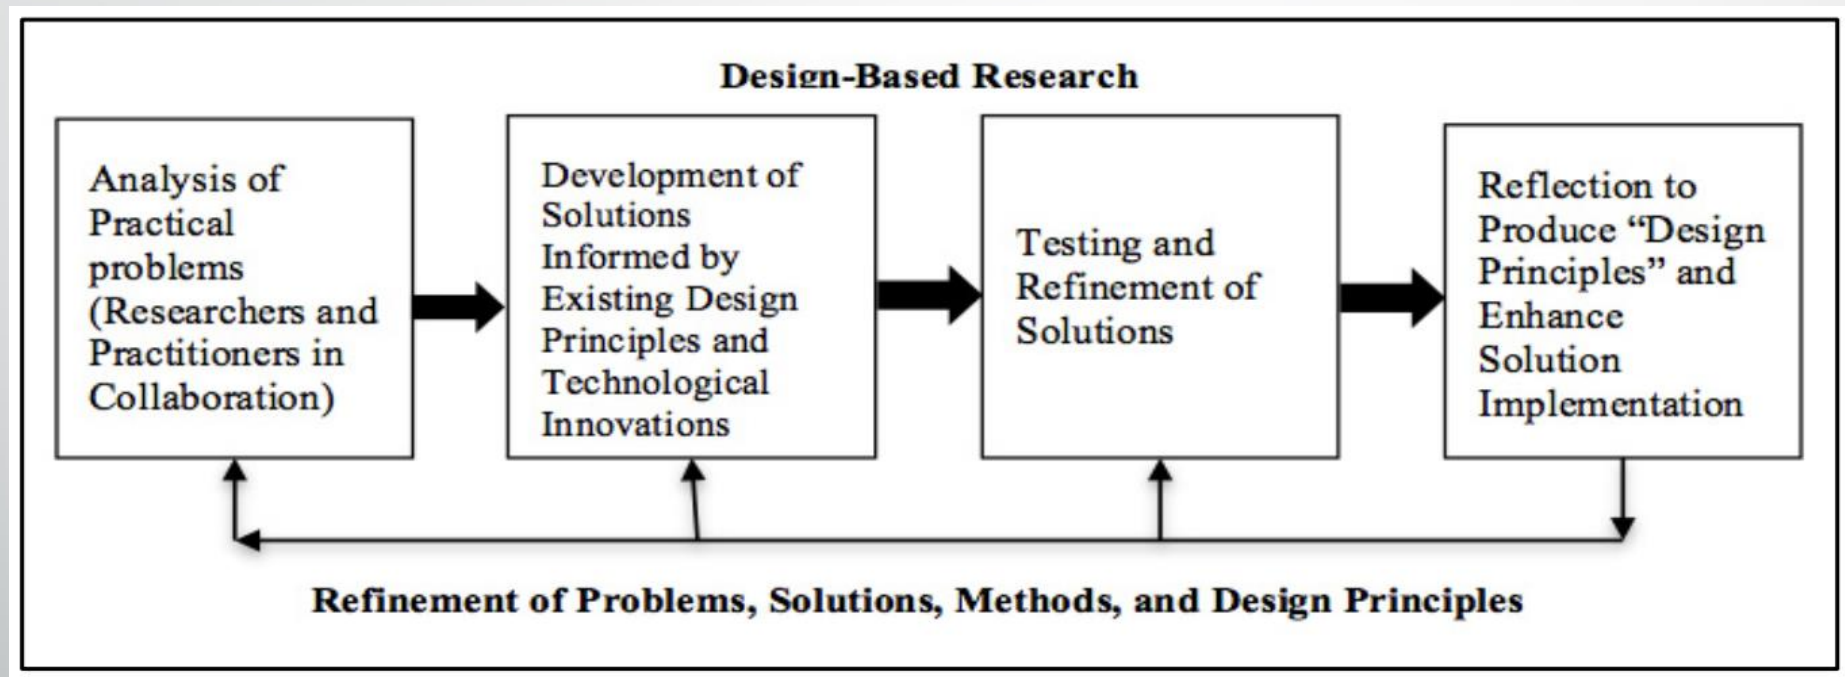 Design-Based Research
Analysis of
Practical
problems
(Researchers and
Practitioners in
Collaboration)
Development of
Solutions
Informed by
Existing Design
Principles and
Technological
Innovations
Testing and
Refinement of
Solutions
Reflection to
Produce “Design
Principles” and
Enhance
Solution
Implementation
Refinement of Problems, Solutions, Methods, and Design Principles